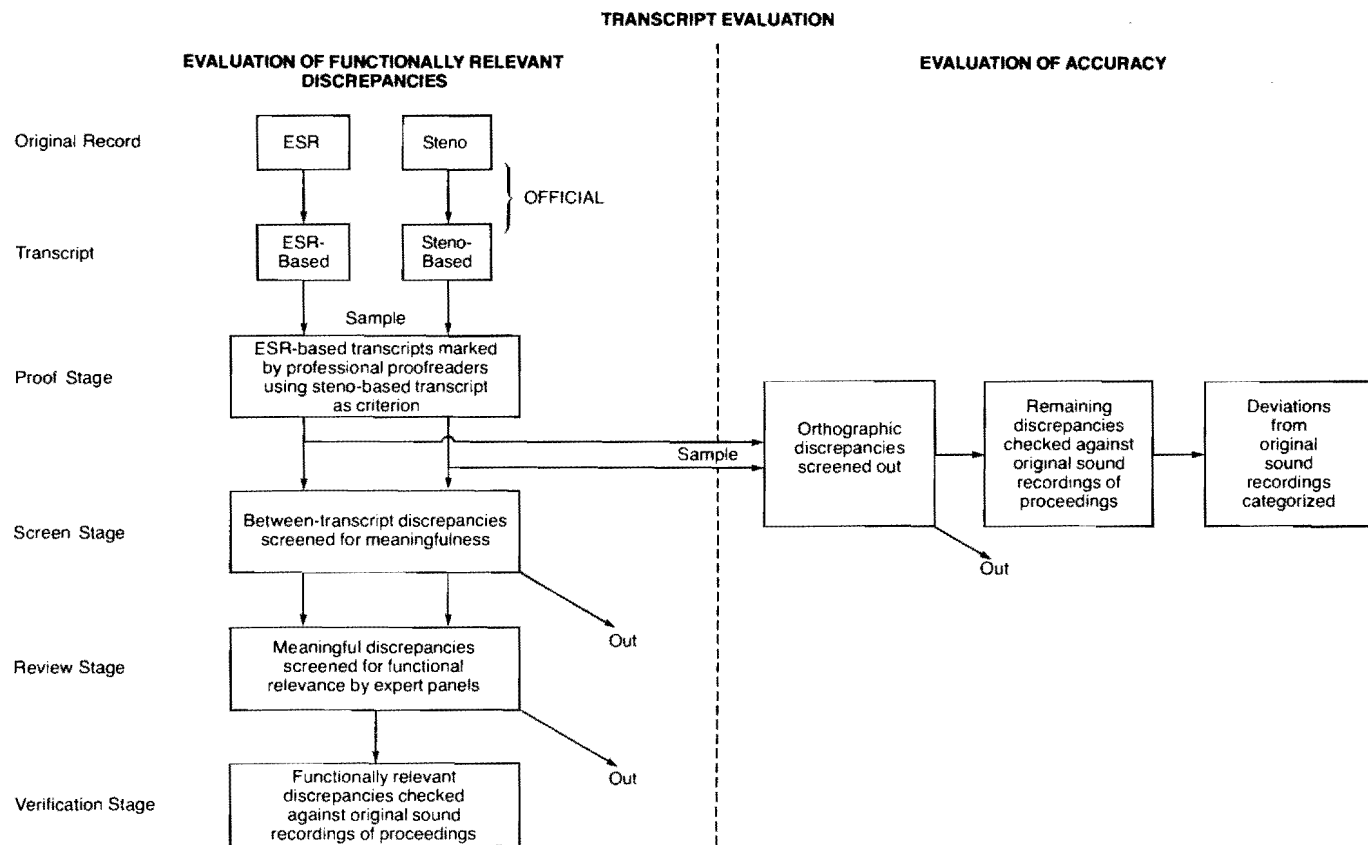 TRANSCRIPT EVALUATION
EVALUATION OF FUNCTIONALLY RELEVANT
DISCREPANCIES
EVALUATION OF ACCURACY
Original Record
ESR
Steno
OFFICIAL
Transcript
ESR-
Based
Steno-
Based
Sample
Proof Stage
ESR-based transcripts marked
by professional proofreaders
using steno-based transcript
as criterion
Sample
Orthographic
discrepancies
screened out
Remaining
discrepancies
checked against
original sound
recordings of
proceedings
Deviations
from
original
sound
recordings
categorized
Out
Screen Stage
Between-transcript discrepancies
screened for meaningfulness
Out
Review Stage
Meaningful discrepancies
screened for functional
relevance by expert panels
Out
Verification Stage
Functionally relevant
discrepancies checked
against original sound
recordings of proceedings